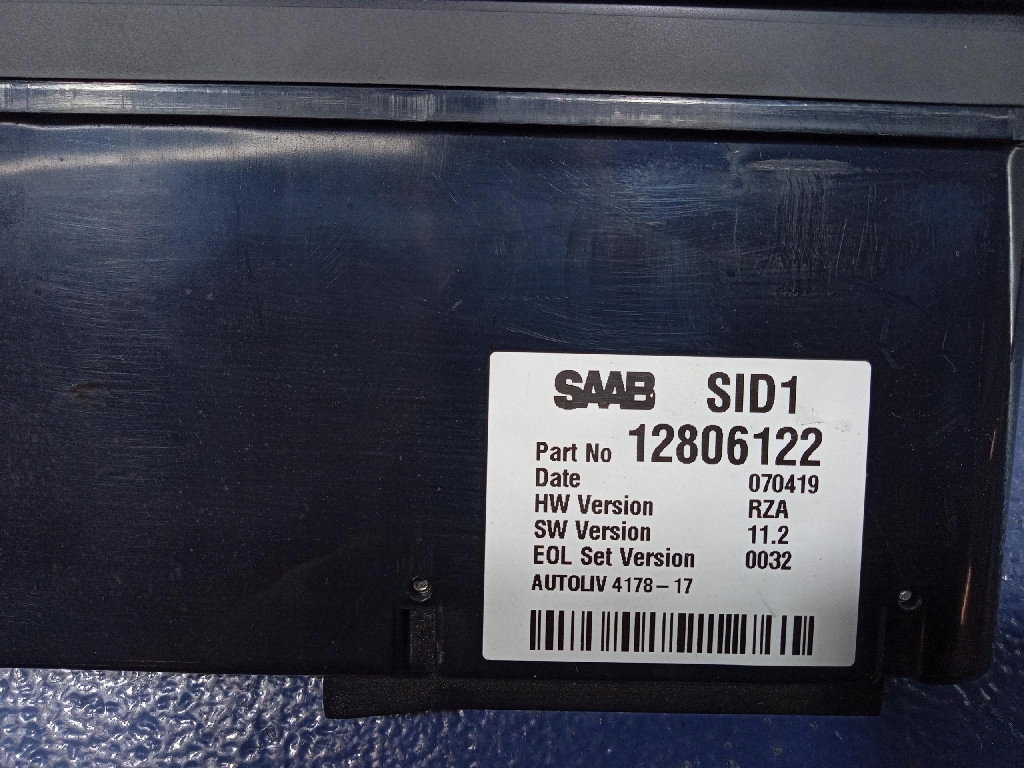 SAAB SID1
Part No 12806122
Date 070419
HW Version RZA
SW Version 11.2
EOL Set Version 0032
AUTOLIV 4178-17